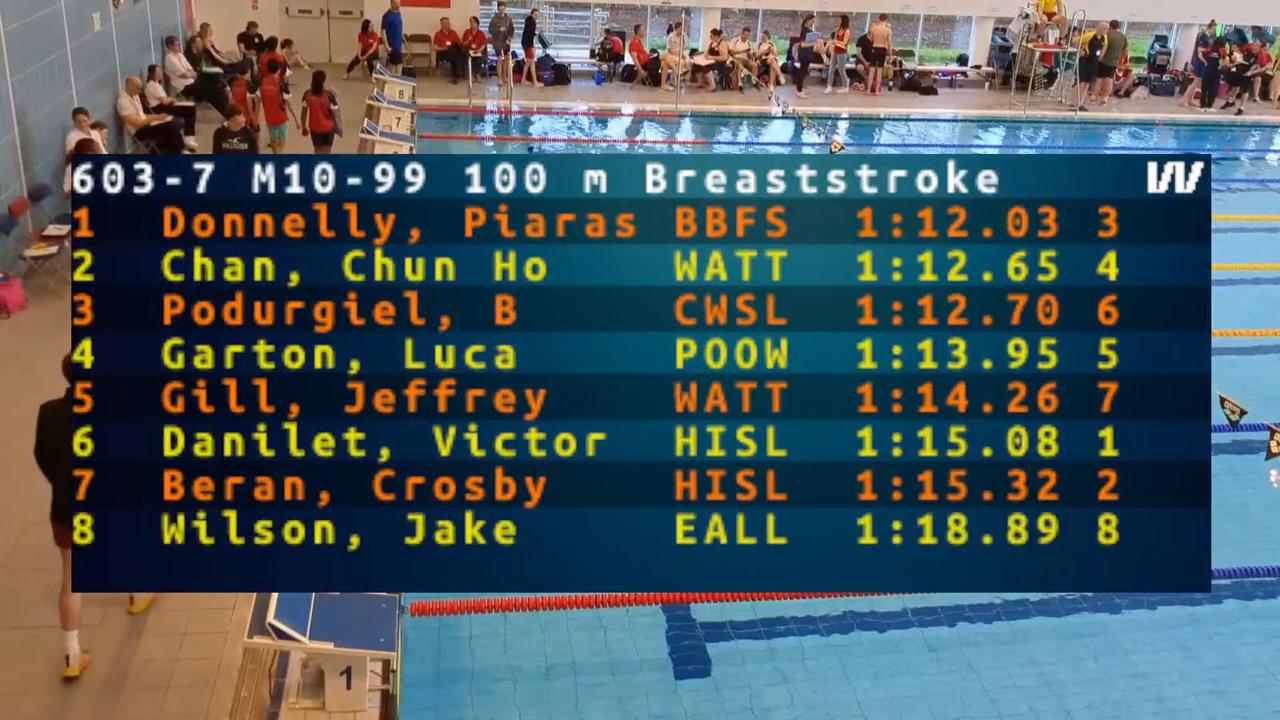 8
7
603-7 M10-99 100 m Breaststroke W
1 Donnelly, Piaras BBFS 1:12.03 3
2 Chan, Chun Ho WATT 1:12.65 4
3 Podurgiel, B CWSL 1:12.70 6
4 Garton, Luca POOW 1:13.95 5
5 Gill, Jeffrey WATT 1:14.26 7
6 Danilet, Victor HISL 1:15.08 1
7 Beran, Crosby HISL 1:15.32 2
8 Wilson, Jake EALL 1:18.89 8
1